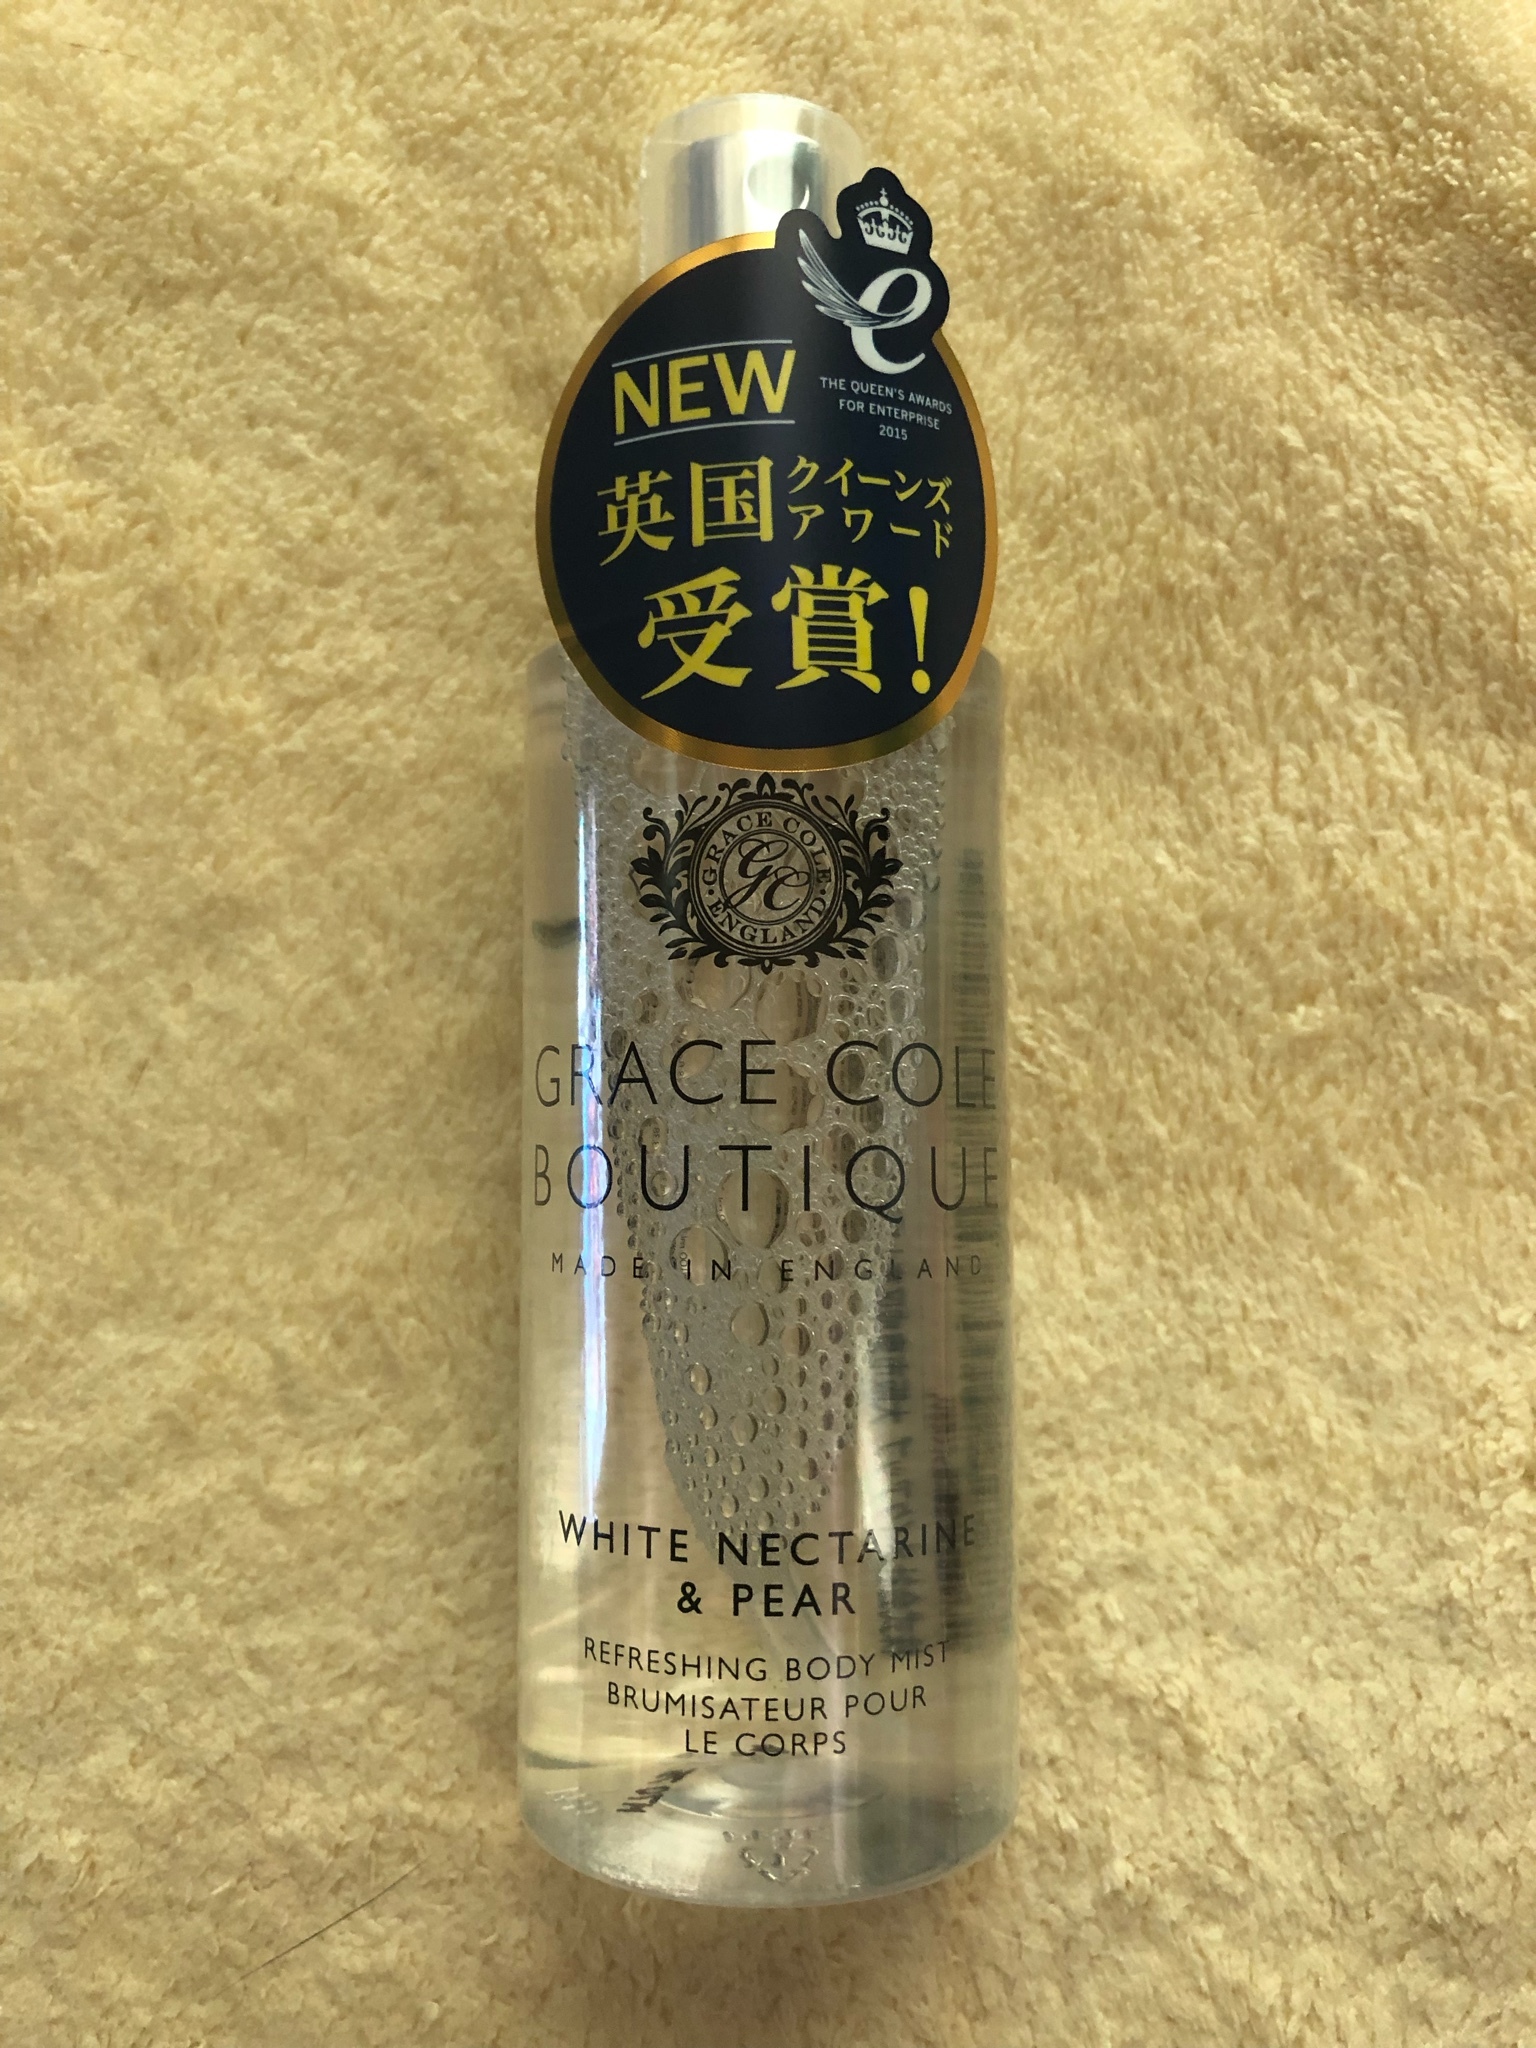 THE QUEEN'S AWARDS
FOR ENTERPRISE
2015
NEW
英国クイーンズ
アワード
受賞!
GRACE COLE
GC
ENGLAND
GRACE COLE
BOUTIQUE
MADE IN ENGLAND
WHITE NECTARINE
& PEAR
REFRESHING BODY MIST
BRUMISATEUR POUR
LE CORPS